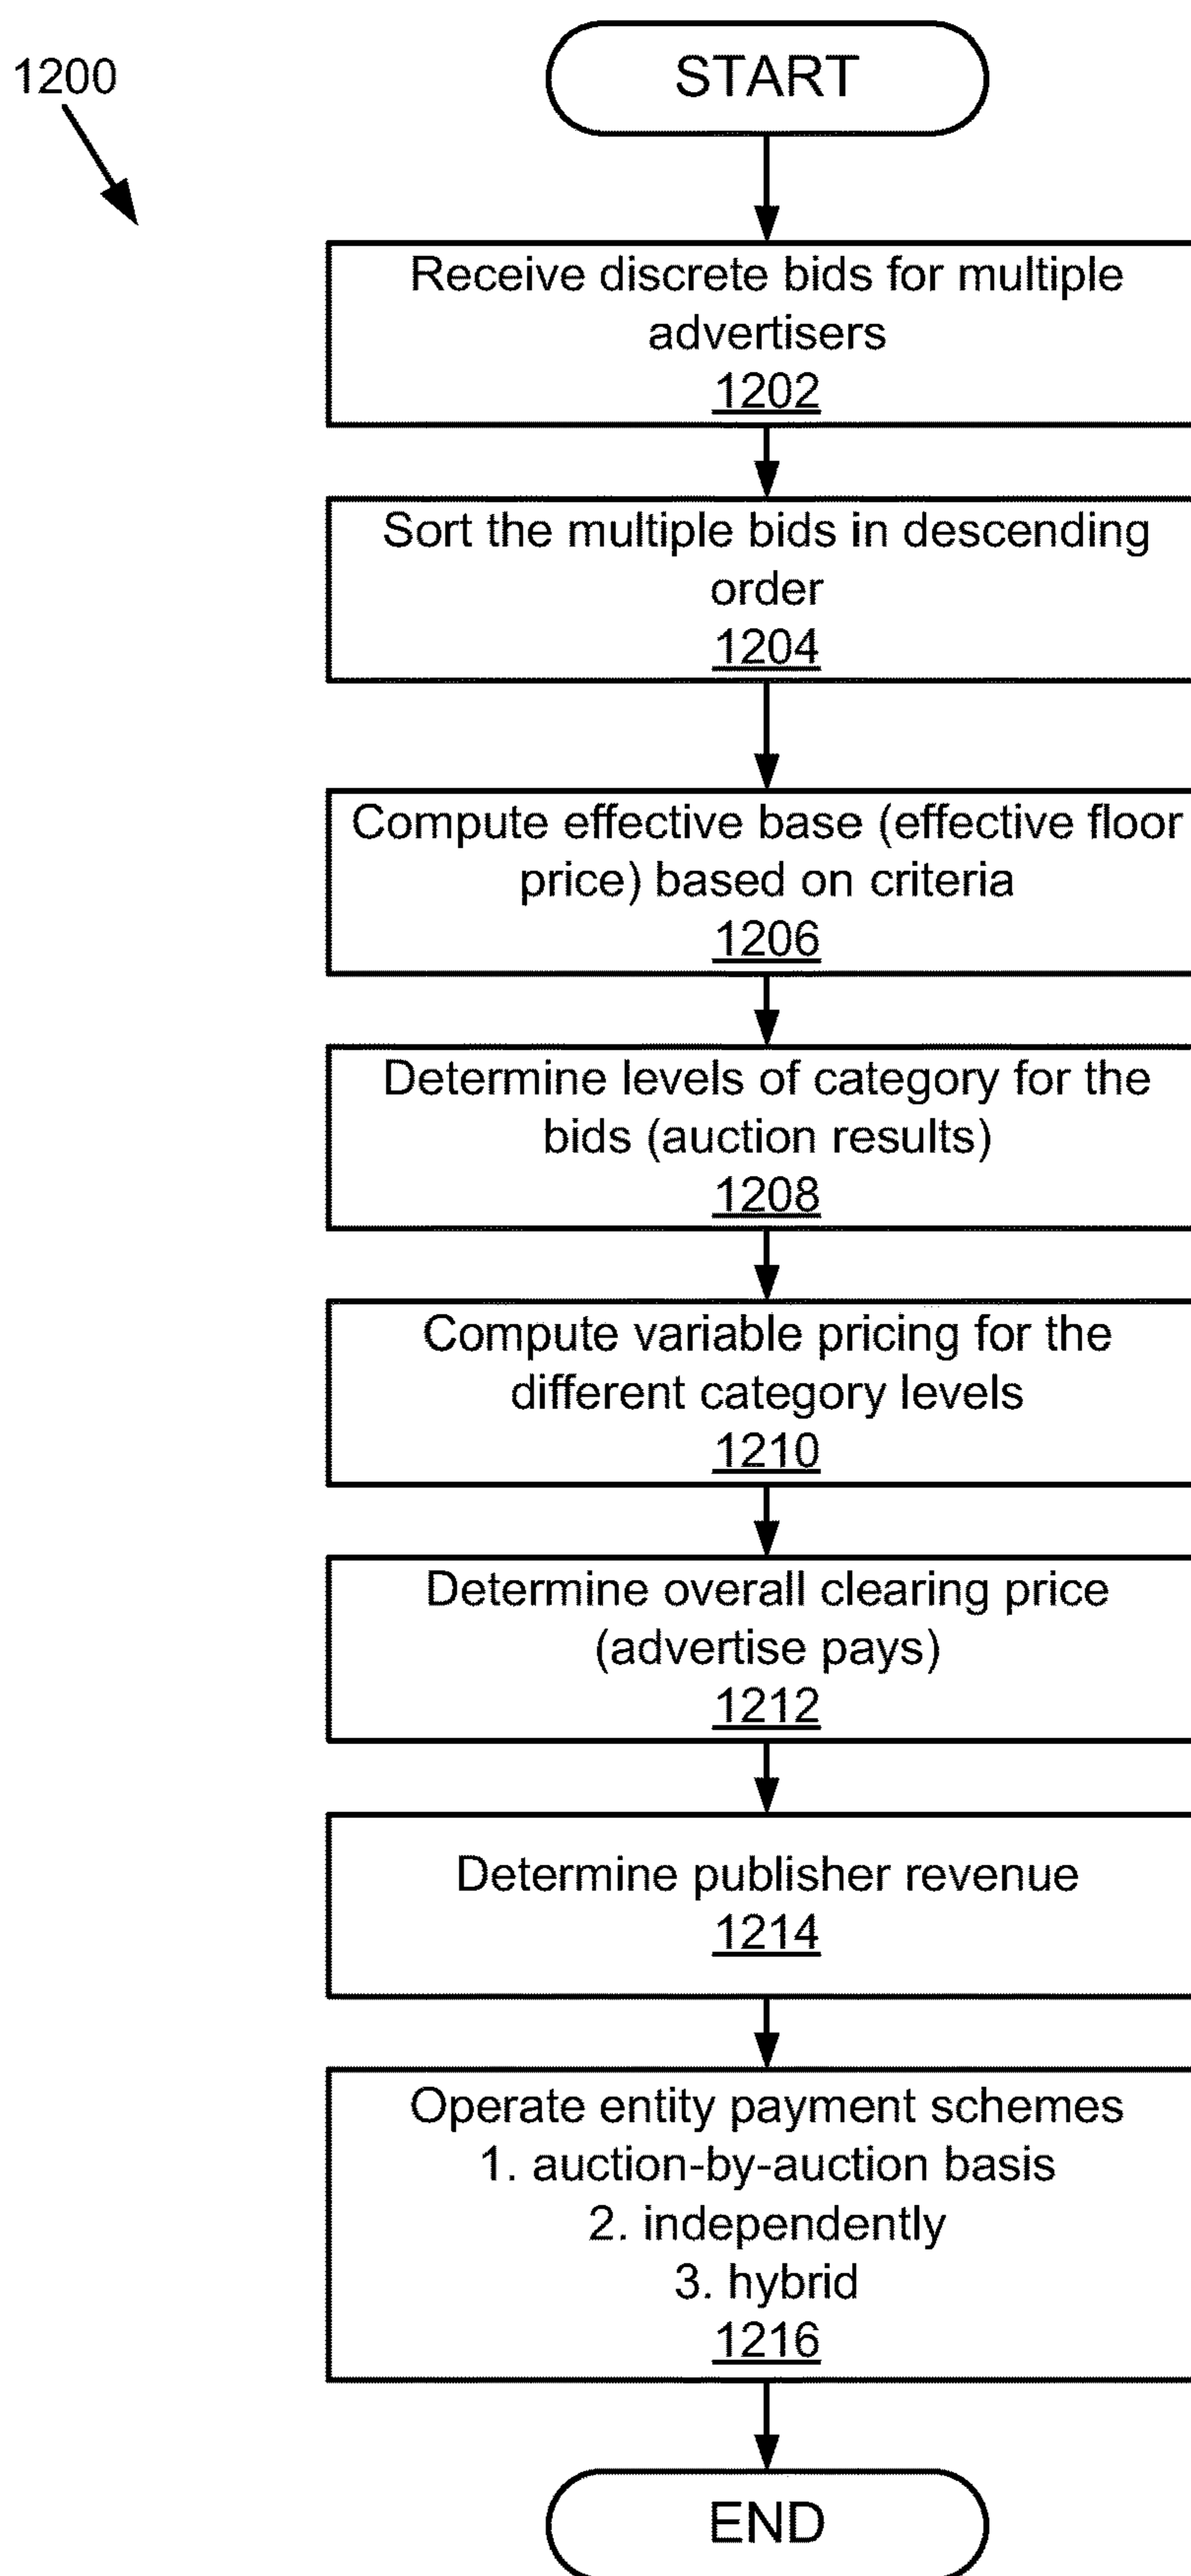 1200
START
Receive discrete bids for multiple
advertisers
1202
Sort the multiple bids in descending
order
1204
Compute effective base (effective floor
price) based on criteria
1206
Determine levels of category for the
bids (auction results)
1208
Compute variable pricing for the
different category levels
1210
Determine overall clearing price
(advertise pays)
1212
Determine publisher revenue
1214
Operate entity payment schemes
1. auction-by-auction basis
2. independently
3. hybrid
1216
END